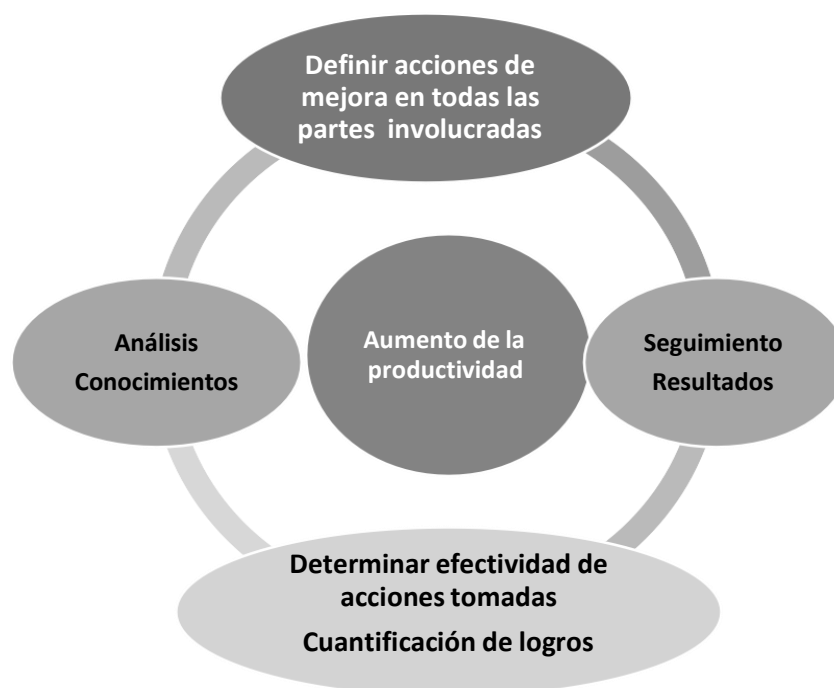 Definir acciones de
mejora en todas las
partes involucradas
Análisis
Conocimientos
Aumento de la
productividad
Seguimiento
Resultados
Determinar efectividad de
acciones tomadas
Cuantificación de logros